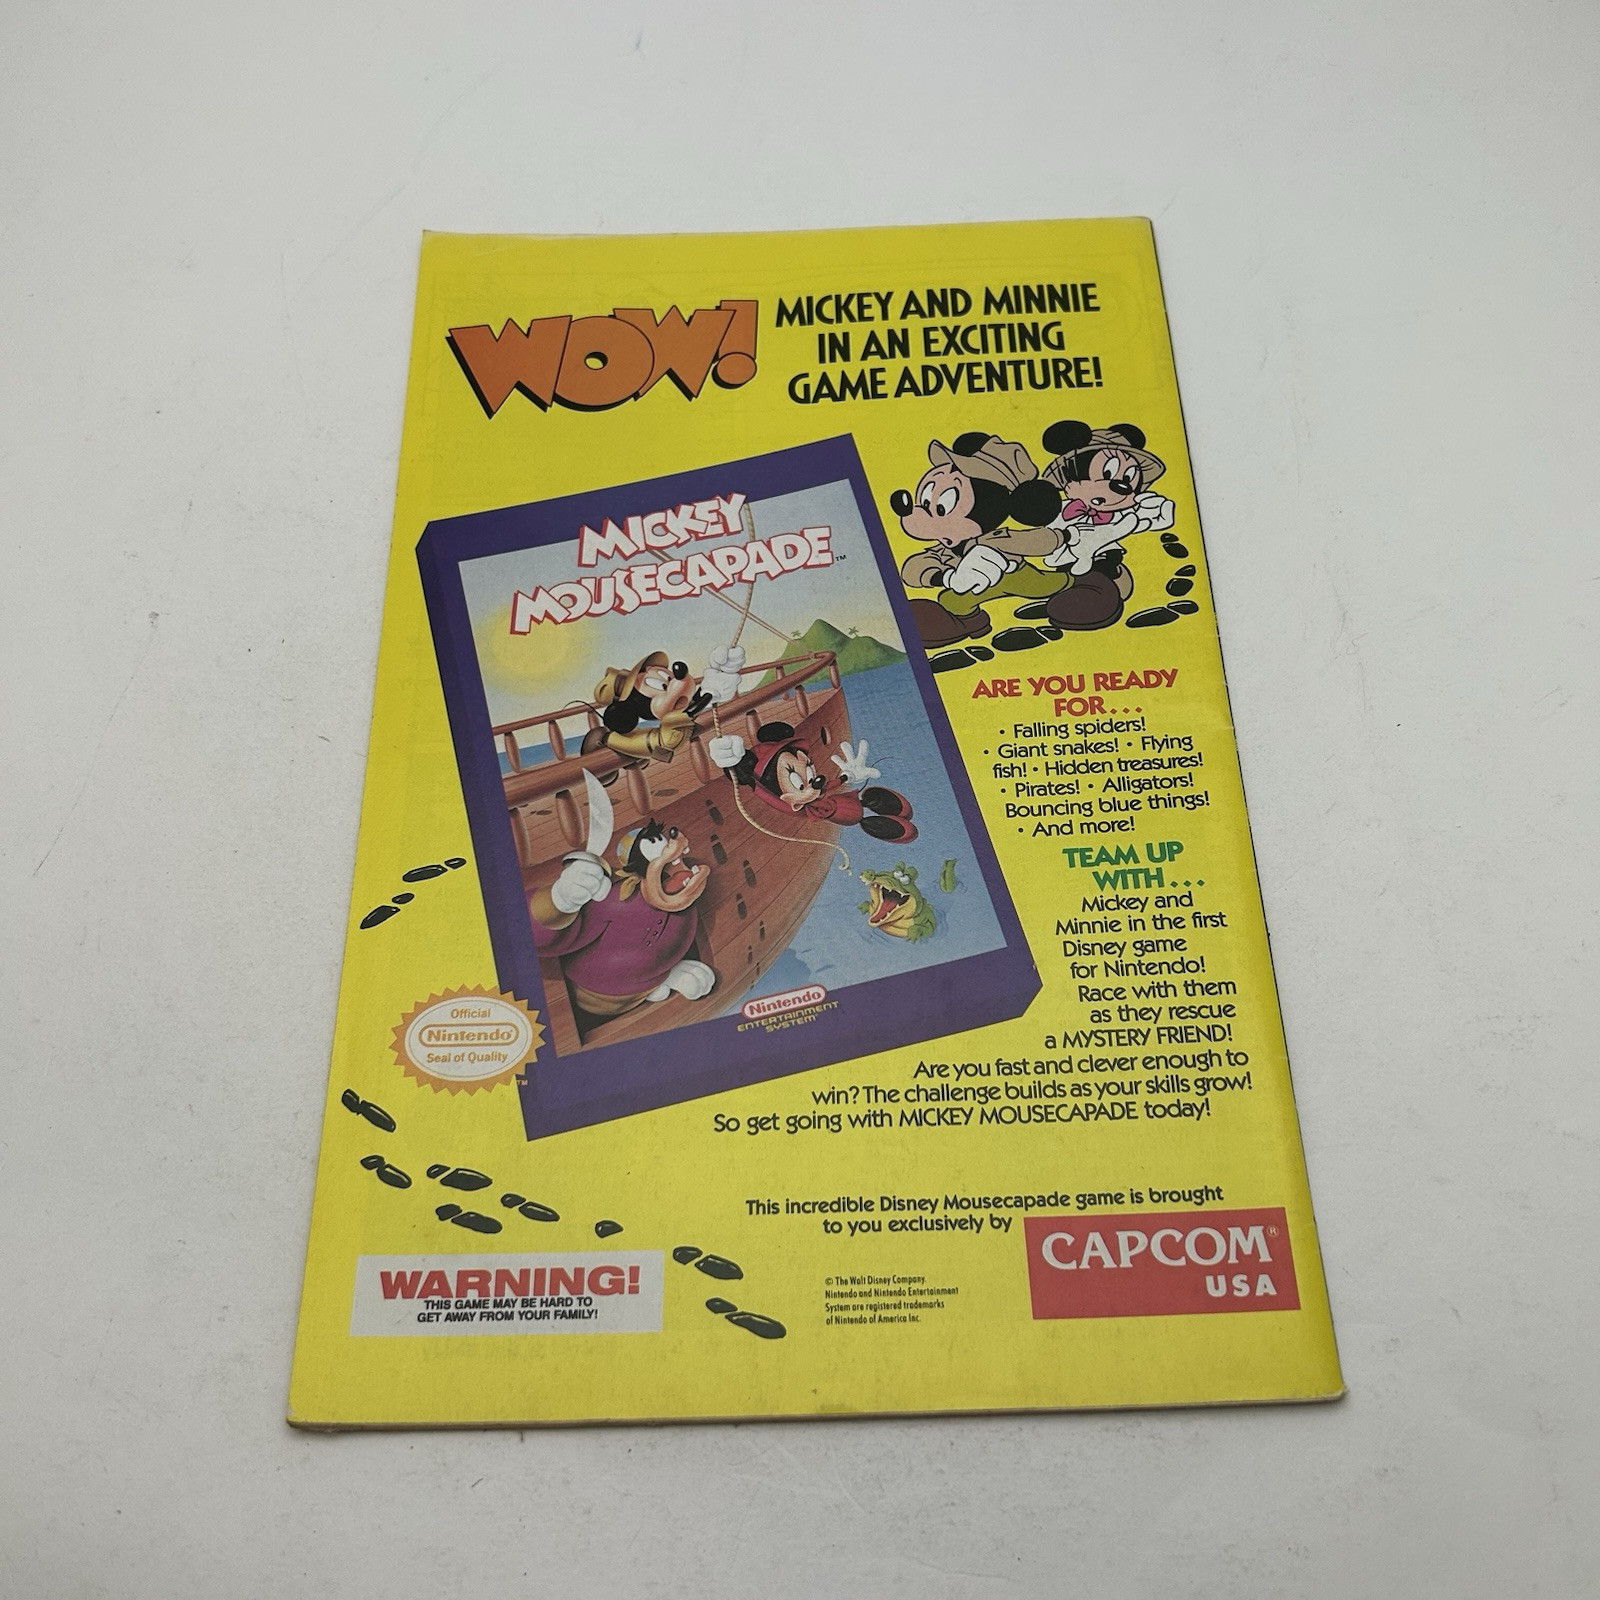 WOW!
MICKEY AND MINNIE
IN AN EXCITING
GAME ADVENTURE!
MICKEY
MOUSECAPADE™
Nintendo
ENTERTAINMENT
SYSTEM™
Official
Nintendo®
Seal of Quality
TM
ARE YOU READY
FOR...
• Falling spiders!
• Giant snakes! • Flying
fish! • Hidden treasures!
• Pirates! • Alligators!
Bouncing blue things!
• And more!
TEAM UP
WITH...
Mickey and
Minnie in the first
Disney game
for Nintendo!
Race with them
as they rescue
a MYSTERY FRIEND!
Are you fast and clever enough to
win? The challenge builds as your skills grow!
So get going with MICKEY MOUSECAPADE today!
This incredible Disney Mousecapade game is brought
to you exclusively by
CAPCOM®
USA
WARNING!
THIS GAME MAY BE HARD TO
GET AWAY FROM YOUR FAMILY!
© The Walt Disney Company.
Nintendo and Nintendo Entertainment
System are registered trademarks
of Nintendo of America Inc.